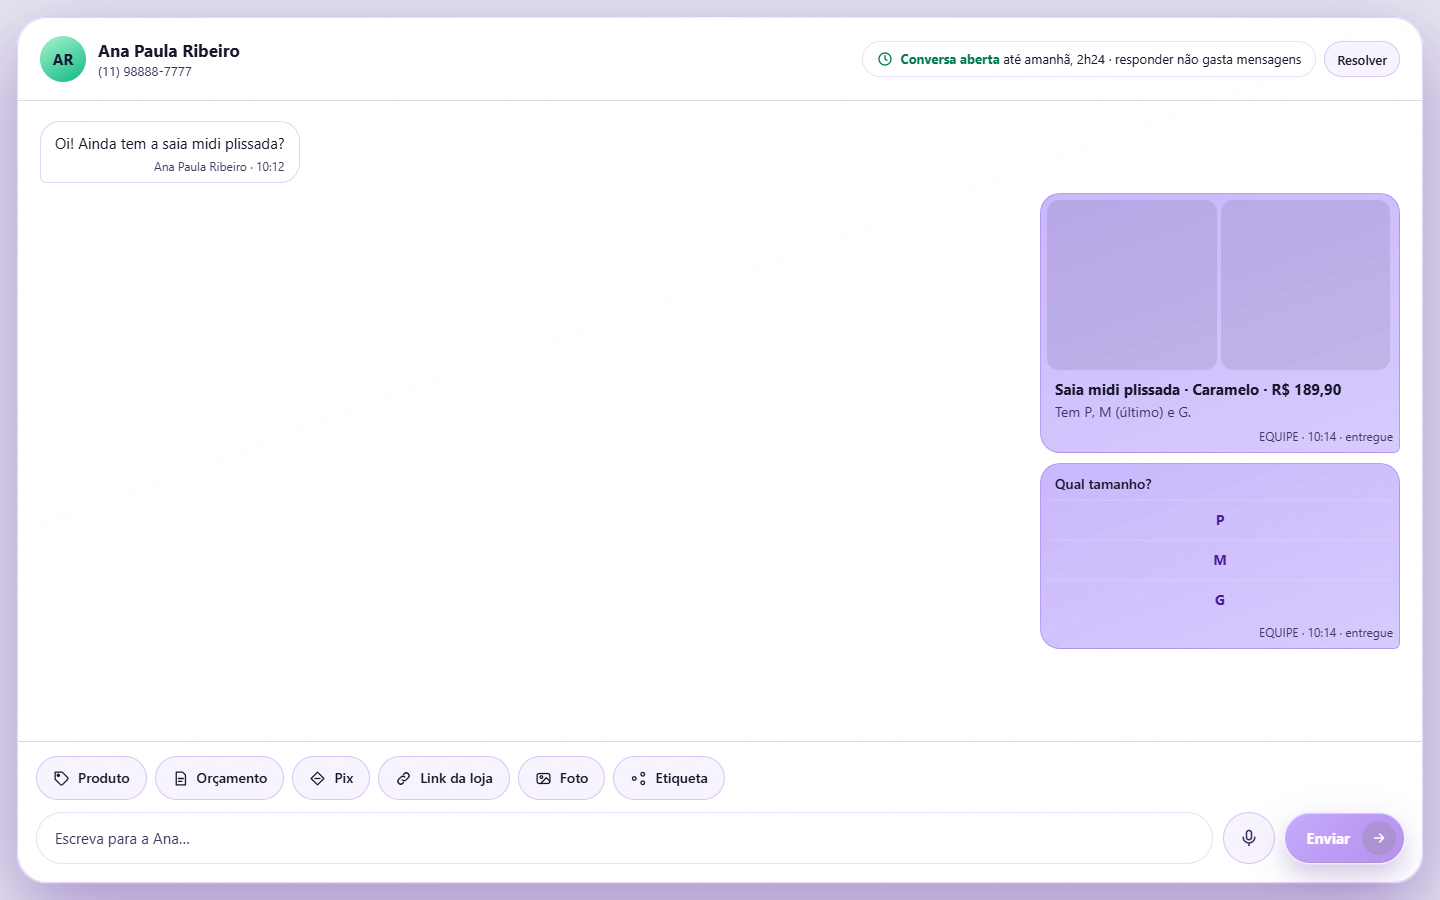 AR
Ana Paula Ribeiro
(11) 98888-7777
Conversa aberta até amanhã, 2h24 · responder não gasta mensagens
Resolver
Oi! Ainda tem a saia midi plissada?
Ana Paula Ribeiro · 10:12
Saia midi plissada · Caramelo · R$ 189,90
Tem P, M (último) e G.
EQUIPE · 10:14 · entregue
Qual tamanho?
P
M
G
EQUIPE · 10:14 · entregue
Produto
Orçamento
Pix
Link da loja
Foto
Etiqueta
Escreva para a Ana...
Enviar